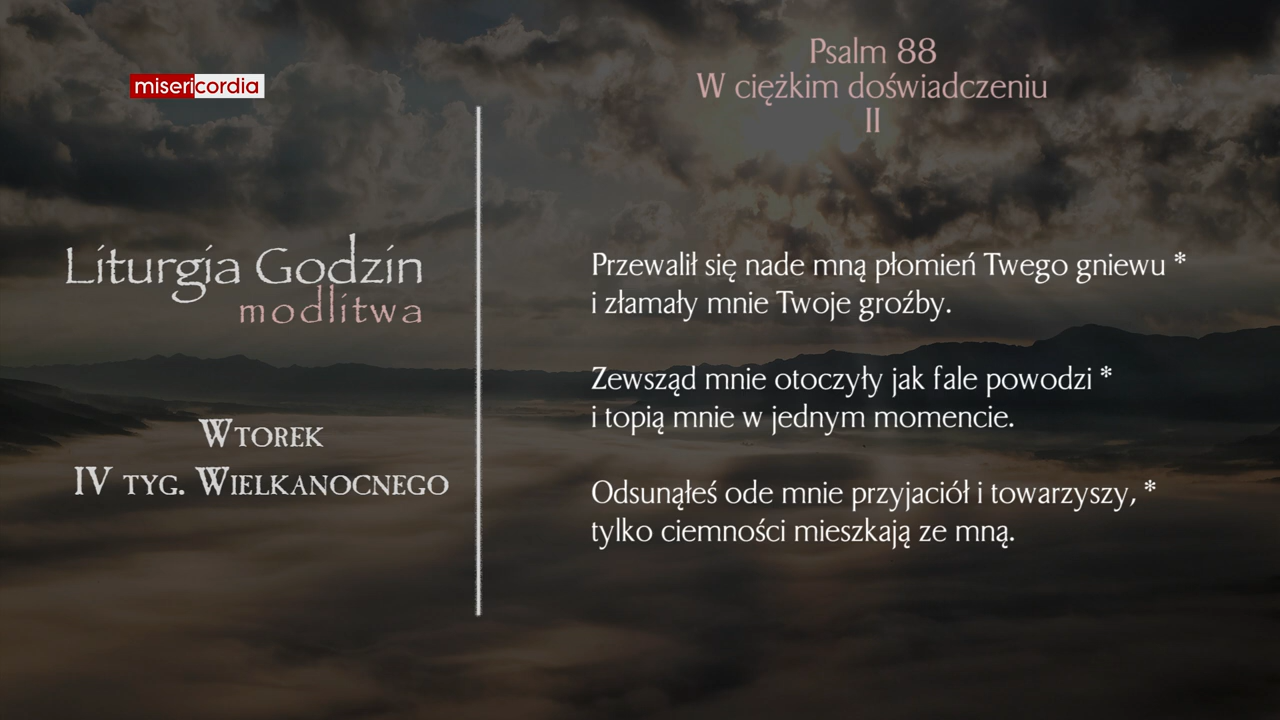 misericordia
Liturgia Godzin
modlitwa
Wtorek
IV tyg. Wielkanocnego
Psalm 88
W ciężkim doświadczeniu
II
Przewalił się nade mną płomień Twego gniewu *
i złamały mnie Twoje groźby.
Zewsząd mnie otoczyły jak fale powodzi *
i topią mnie w jednym momencie.
Odsunąłeś ode mnie przyjaciół i towarzyszy, *
tylko ciemności mieszkają ze mną.